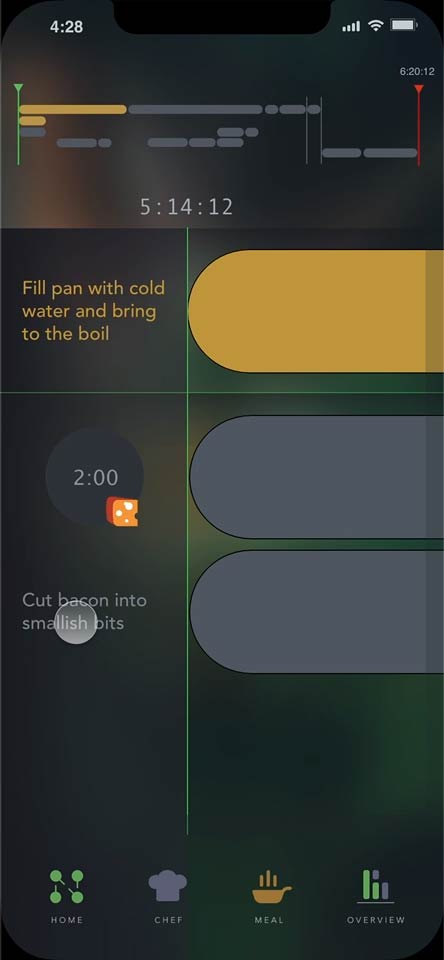 4:28
6:20:12
5:14:12
Fill pan with cold
water and bring
to the boil
2:00
Cut bacon into
smallish bits
HOME CHEF MEAL OVERVIEW